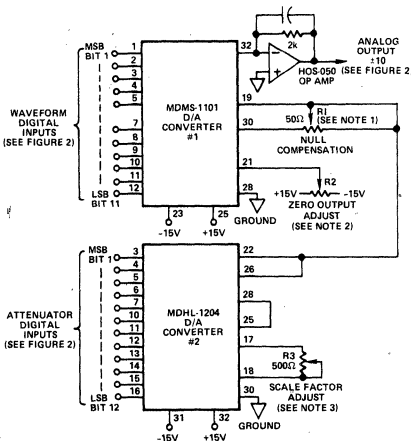 MSB
BIT 1
1
2
3
4
5
7
8
9
10
11
LSB
BIT 11
12
WAVEFORM
DIGITAL
INPUTS
(SEE FIGURE 2)
MDMS-1101
D/A
CONVERTER
#1
32
19
30
21
28
23
25
-15V
+15V
2k
HOS-050
OP AMP
ANALOG
OUTPUT
±10
(SEE FIGURE 2
50Ω
R1
(SEE NOTE 1)
NULL
COMPENSATION
R2
+15V
-15V
ZERO OUTPUT
ADJUST
(SEE NOTE 2)
GROUND
MSB
BIT 1
3
4
5
6
7
10
11
12
13
14
15
LSB
BIT 12
16
ATTENUATOR
DIGITAL
INPUTS
(SEE FIGURE 2)
MDHL-1204
D/A
CONVERTER
#2
22
26
28
25
17
18
30
31
32
-15V
+15V
R3
500Ω
SCALE FACTOR
ADJUST
(SEE NOTE 3)
GROUND